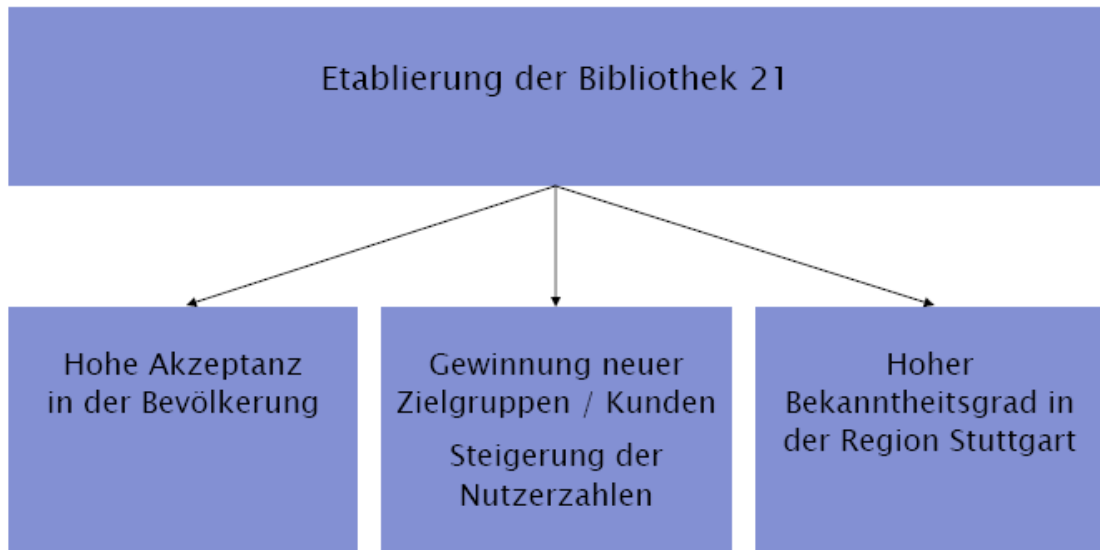 Etablierung der Bibliothek 21
Hohe Akzeptanz
in der Bevölkerung
Gewinnung neuer
Zielgruppen / Kunden
Steigerung der
Nutzerzahlen
Hoher
Bekanntheitsgrad in
der Region Stuttgart